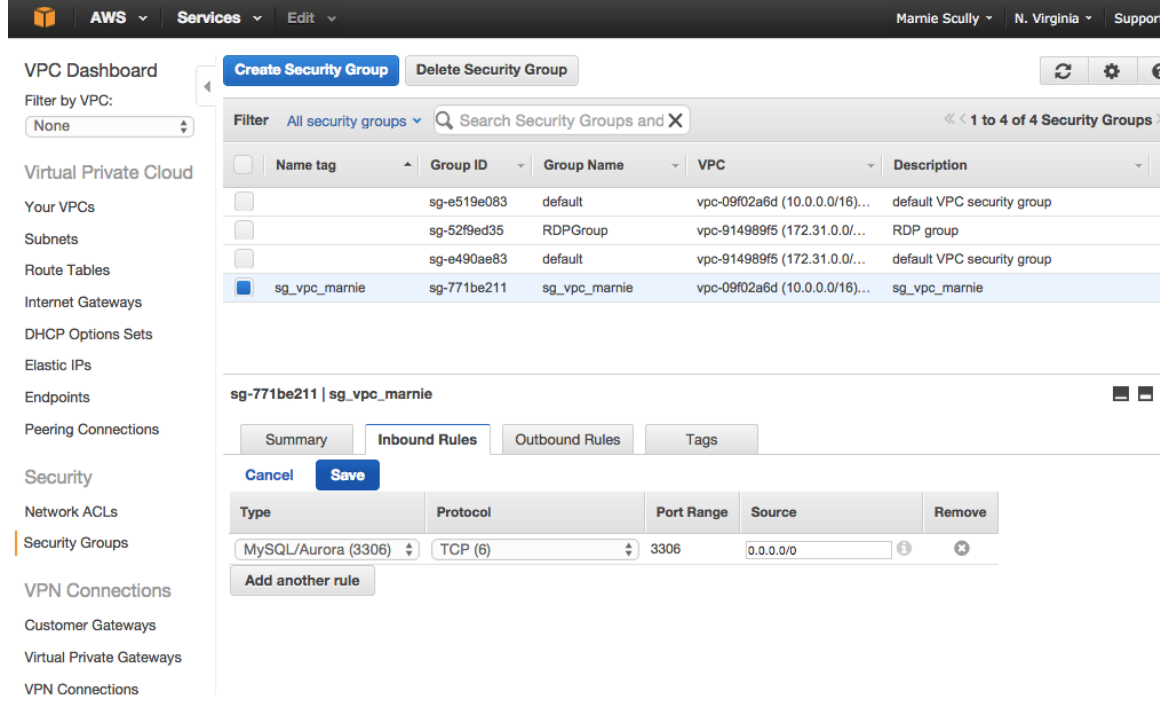 AWS Services Edit Marnie Scully N. Virginia Support
VPC Dashboard
Filter by VPC:
None
Virtual Private Cloud
Your VPCs
Subnets
Route Tables
Internet Gateways
DHCP Options Sets
Elastic IPs
Endpoints
Peering Connections
Security
Network ACLs
Security Groups
VPN Connections
Customer Gateways
Virtual Private Gateways
VPN Connections
Create Security Group Delete Security Group
Filter All security groups Search Security Groups and 1 to 4 of 4 Security Groups
Name tag Group ID Group Name VPC Description
sg-e519e083 default vpc-09f02a6d (10.0.0.0/16)... default VPC security group
sg-52f9ed35 RDPGroup vpc-914989f5 (172.31.0.0/... RDP group
sg-e490ae83 default vpc-914989f5 (172.31.0.0/... default VPC security group
sg_vpc_marnie sg-771be211 sg_vpc_marnie vpc-09f02a6d (10.0.0.0/16)... sg_vpc_marnie
sg-771be211 | sg_vpc_marnie
Summary Inbound Rules Outbound Rules Tags
Cancel Save
Type Protocol Port Range Source Remove
MySQL/Aurora (3306) TCP (6) 3306 0.0.0.0/0
Add another rule